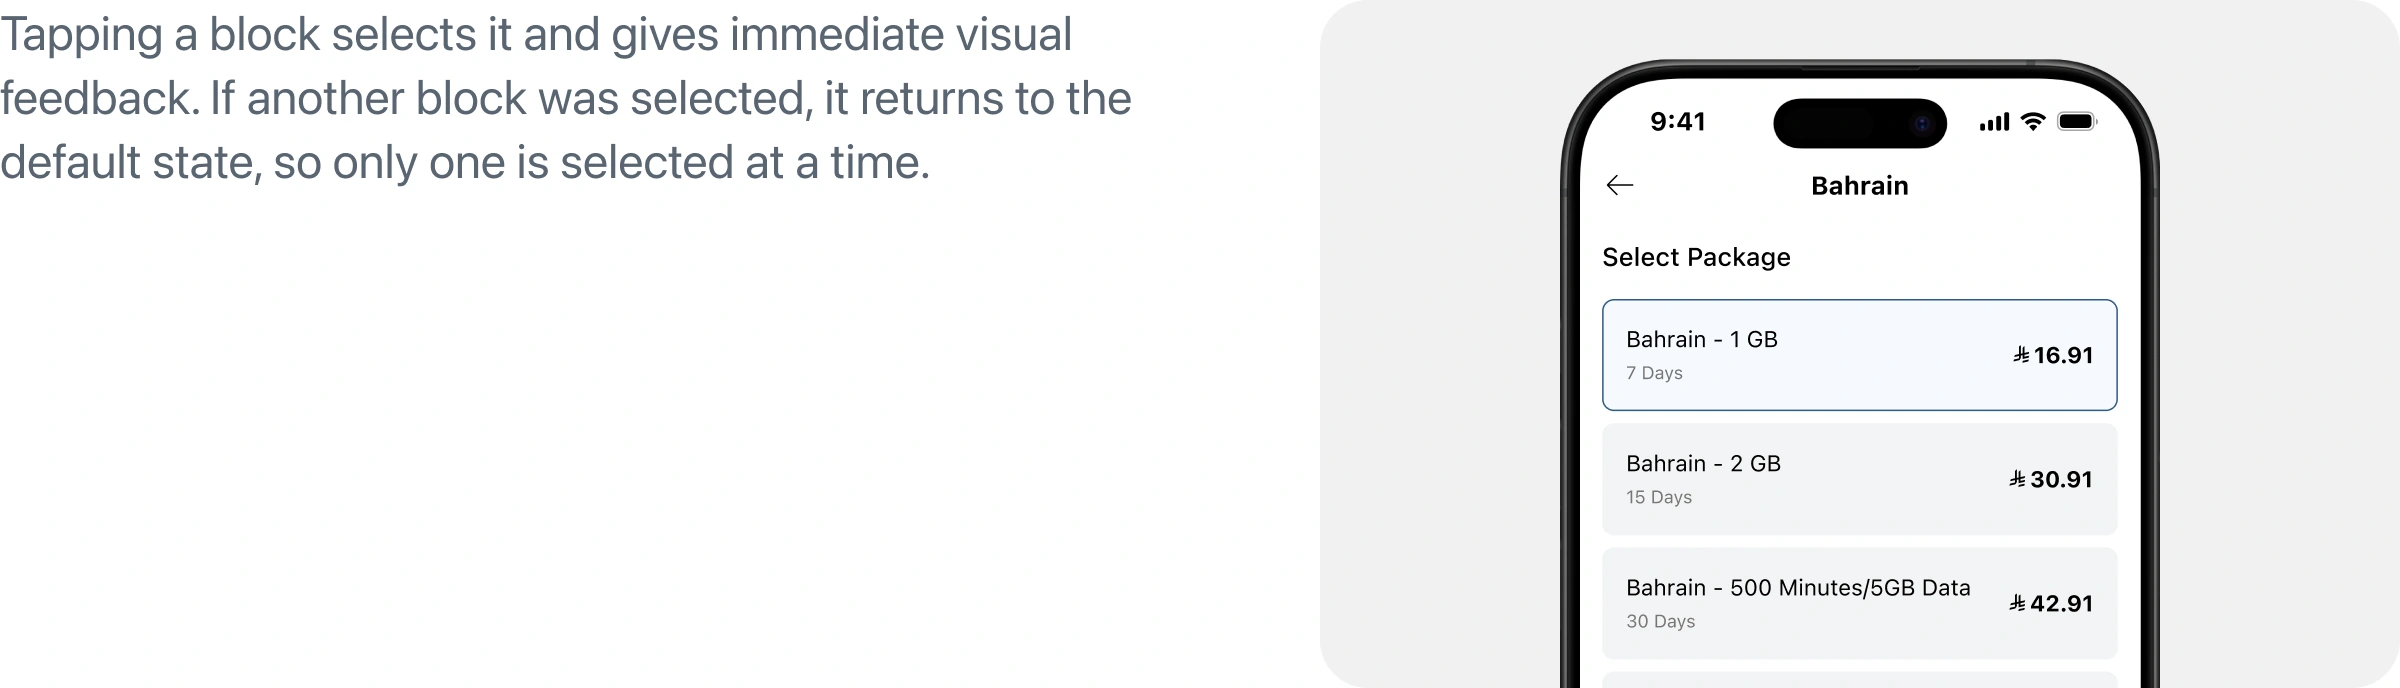 Tapping a block selects it and gives immediate visual
feedback. If another block was selected, it returns to the
default state, so only one is selected at a time.
9:41
Bahrain
Select Package
Bahrain - 1 GB
7 Days
⃁ 16.91
Bahrain - 2 GB
15 Days
⃁ 30.91
Bahrain - 500 Minutes/5GB Data
30 Days
⃁ 42.91